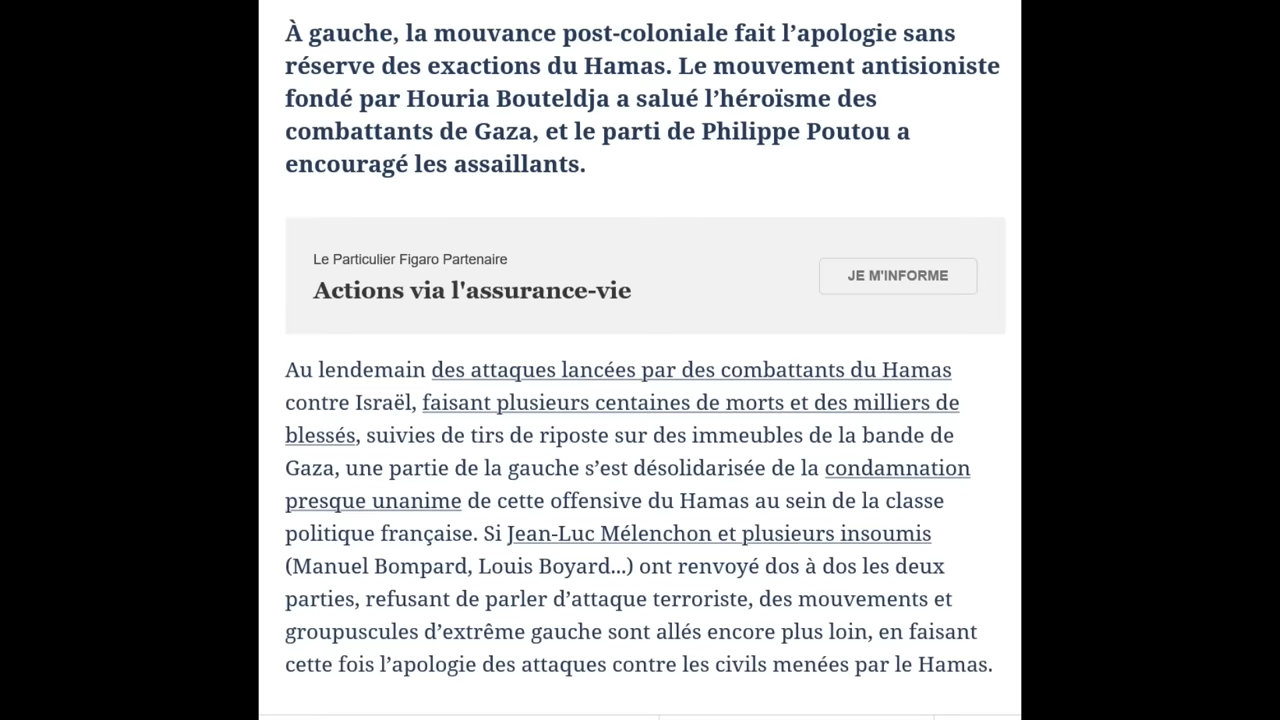 À gauche, la mouvance post-coloniale fait l’apologie sans
réserve des exactions du Hamas. Le mouvement antisioniste
fondé par Houria Bouteldja a salué l’héroïsme des
combattants de Gaza, et le parti de Philippe Poutou a
encouragé les assaillants.
Le Particulier Figaro Partenaire
Actions via l'assurance-vie
JE M'INFORME
Au lendemain des attaques lancées par des combattants du Hamas
contre Israël, faisant plusieurs centaines de morts et des milliers de
blessés, suivies de tirs de riposte sur des immeubles de la bande de
Gaza, une partie de la gauche s’est désolidarisée de la condamnation
presque unanime de cette offensive du Hamas au sein de la classe
politique française. Si Jean-Luc Mélenchon et plusieurs insoumis
(Manuel Bompard, Louis Boyard...) ont renvoyé dos à dos les deux
parties, refusant de parler d’attaque terroriste, des mouvements et
groupuscules d’extrême gauche sont allés encore plus loin, en faisant
cette fois l’apologie des attaques contre les civils menées par le Hamas.